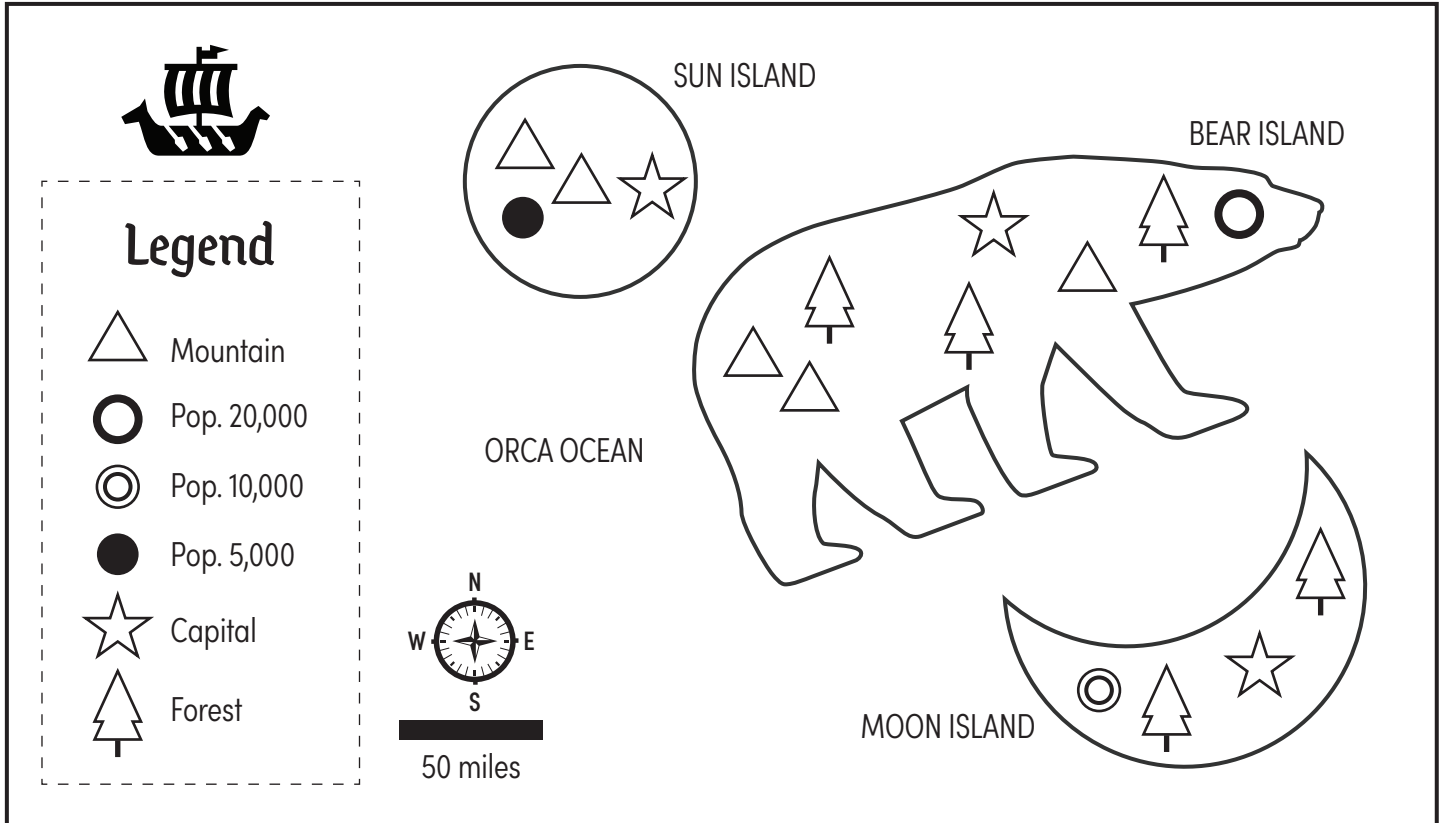 SUN ISLAND
BEAR ISLAND
Legend
Mountain
Pop. 20,000
Pop. 10,000
Pop. 5,000
Capital
Forest
ORCA OCEAN
N
W E
S
50 miles
MOON ISLAND